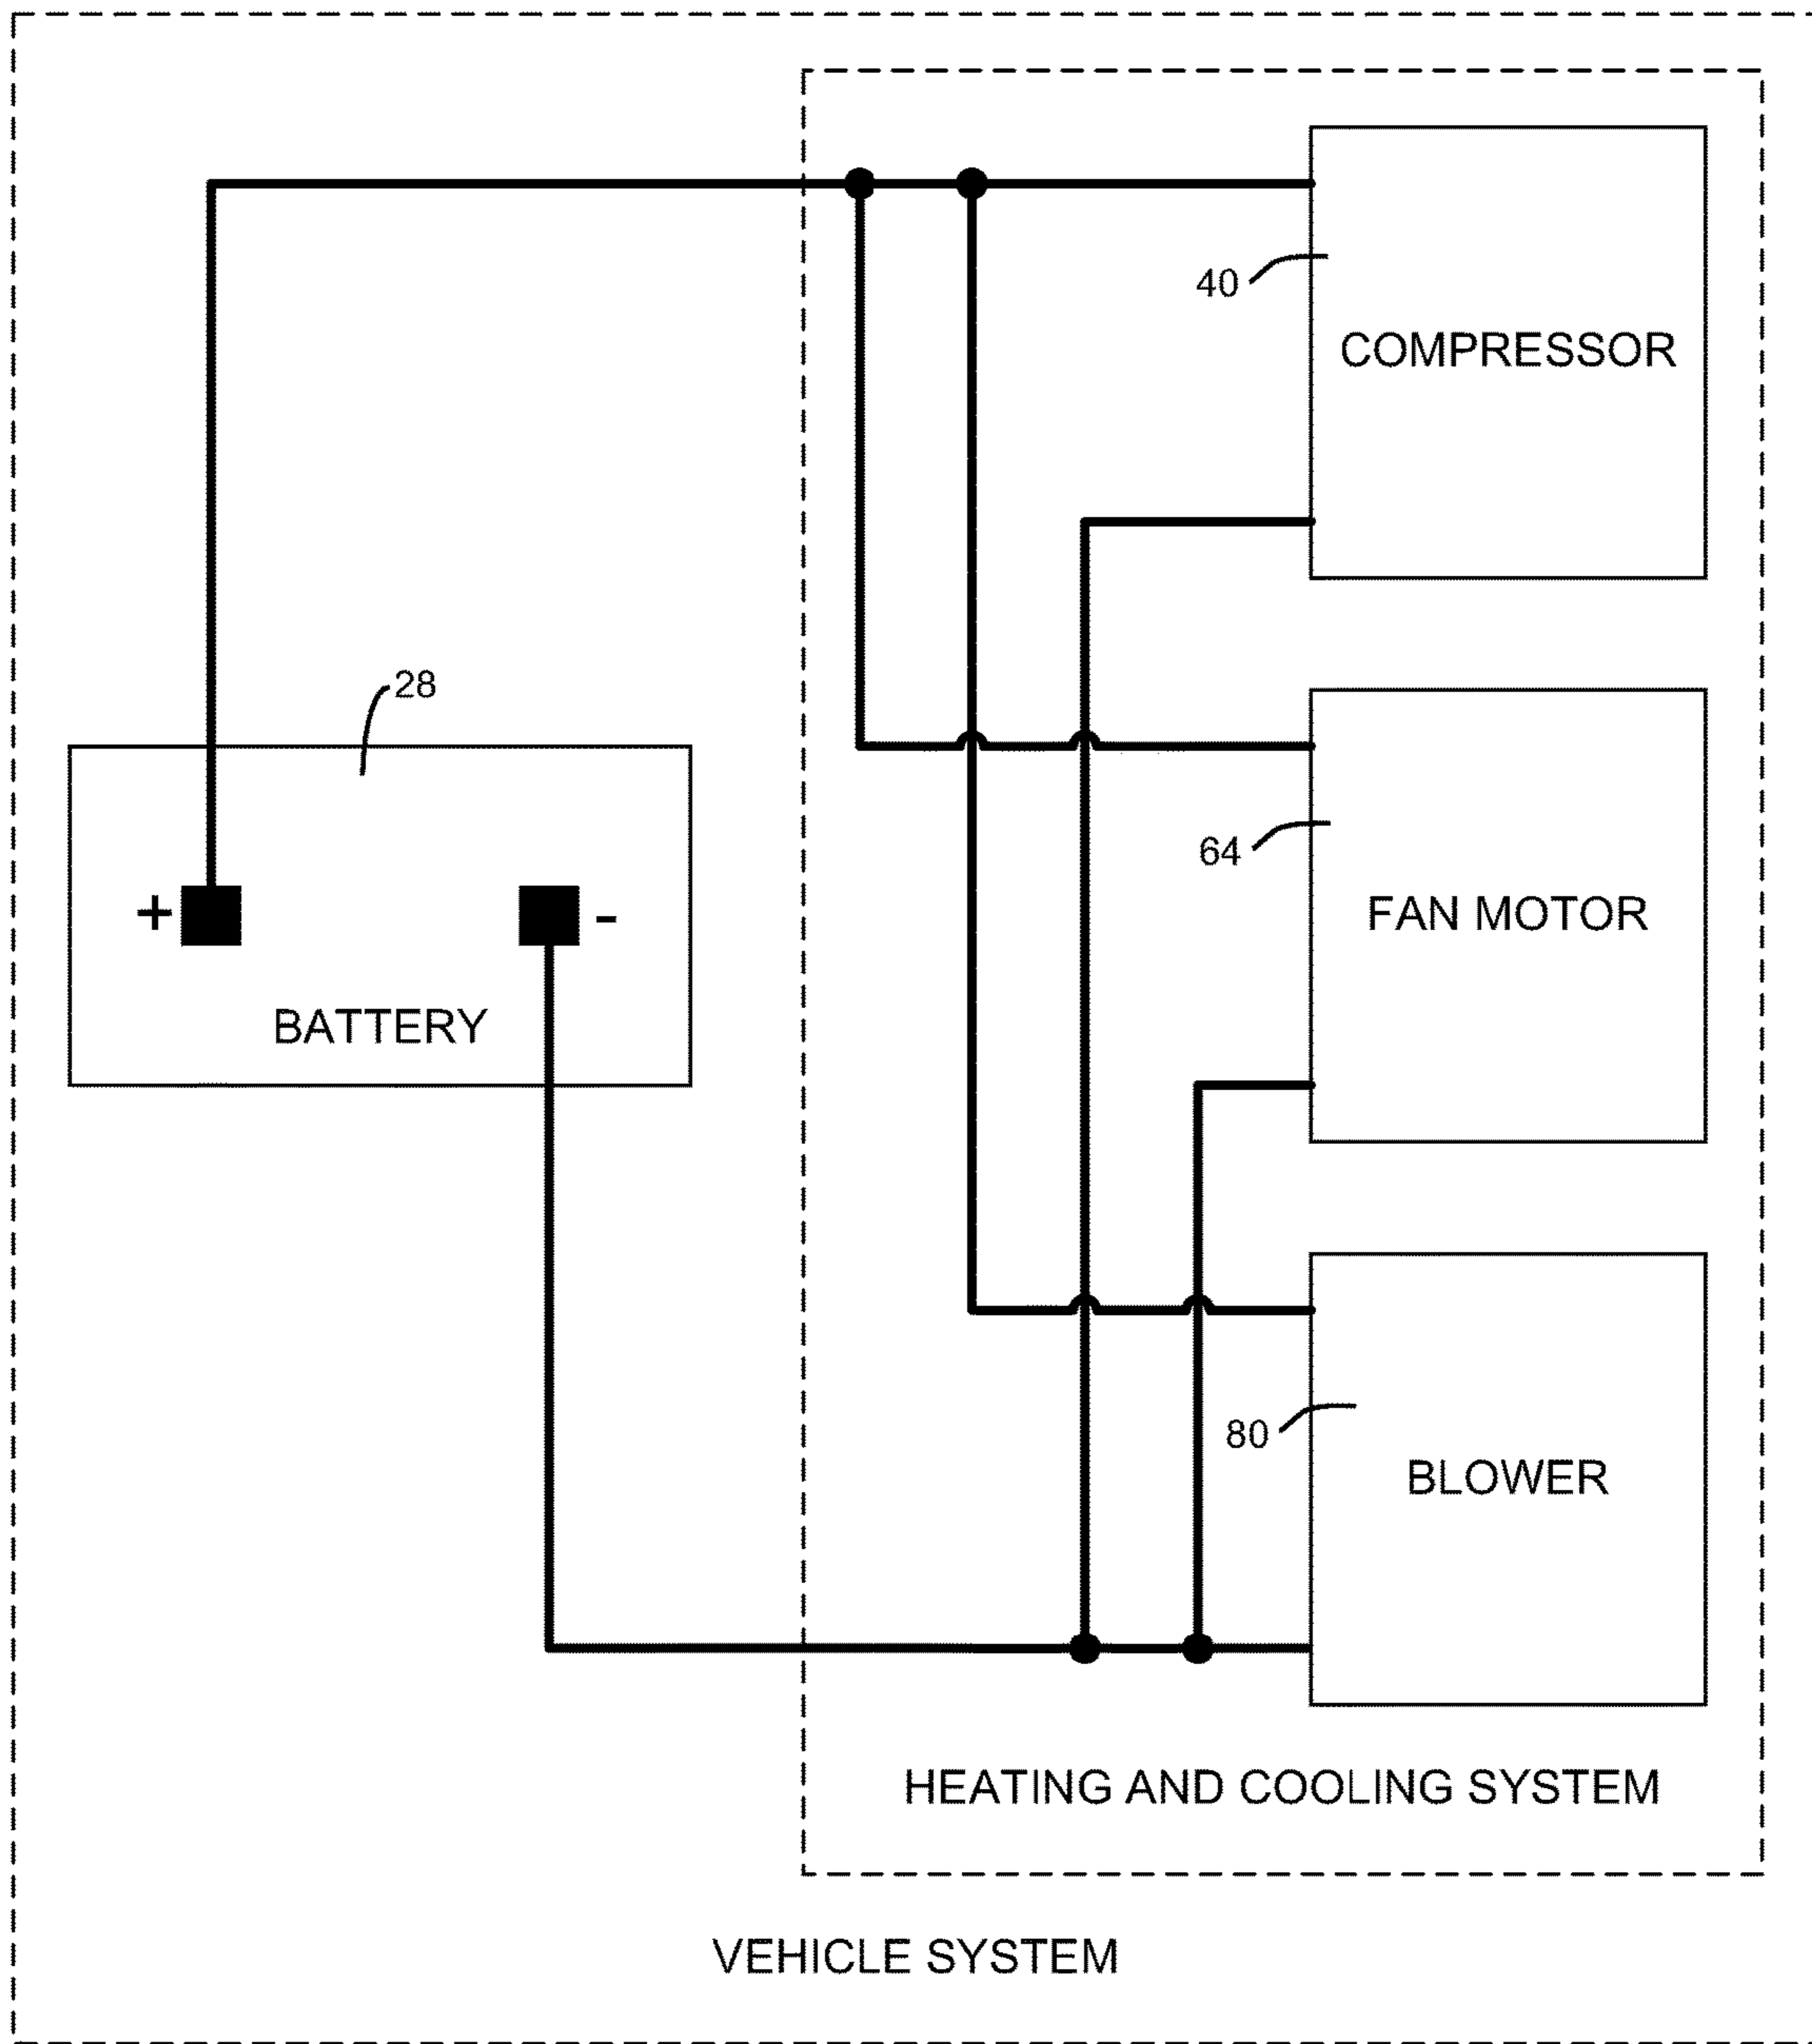 40
COMPRESSOR
28
64
+
-
FAN MOTOR
BATTERY
80
BLOWER
HEATING AND COOLING SYSTEM
VEHICLE SYSTEM